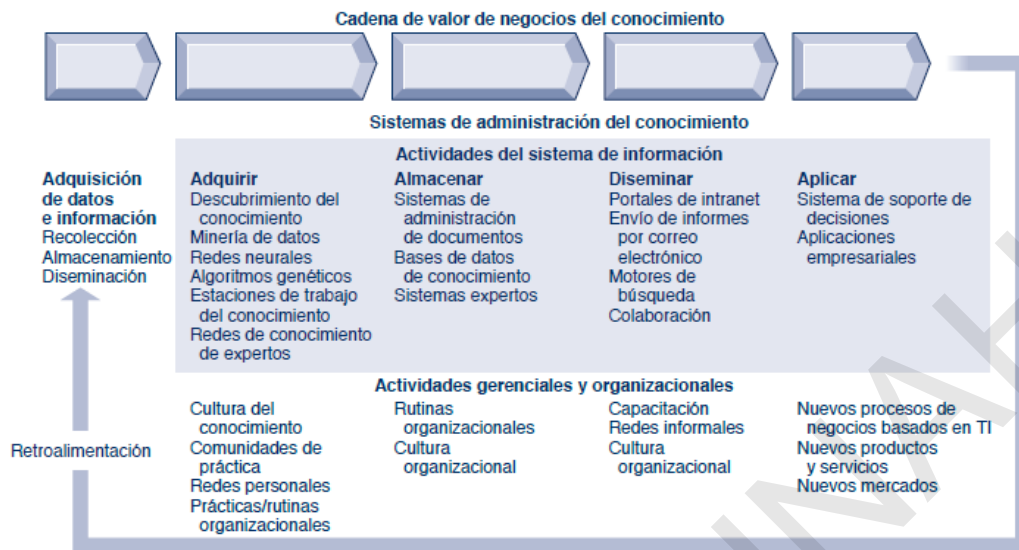 Cadena de valor de negocios del conocimiento
Sistemas de administración del conocimiento
Actividades del sistema de información
Adquisición
de datos
e información
Recolección
Almacenamiento
Diseminación
Adquirir
Descubrimiento del
conocimiento
Minería de datos
Redes neurales
Algoritmos genéticos
Estaciones de trabajo
del conocimiento
Redes de conocimiento
de expertos
Almacenar
Sistemas de
administración
de documentos
Bases de datos
de conocimiento
Sistemas expertos
Diseminar
Portales de intranet
Envío de informes
por correo
electrónico
Motores de
búsqueda
Colaboración
Aplicar
Sistema de soporte de
decisiones
Aplicaciones
empresariales
Actividades gerenciales y organizacionales
Retroalimentación
Cultura del
conocimiento
Comunidades de
práctica
Redes personales
Prácticas/rutinas
organizacionales
Rutinas
organizacionales
Cultura
organizacional
Capacitación
Redes informales
Cultura
organizacional
Nuevos procesos de
negocios basados en TI
Nuevos productos
y servicios
Nuevos mercados